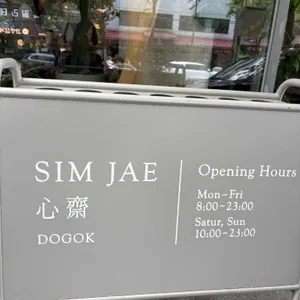 SIM JAE
心齋
DOGOK
Opening Hours
Mon~Fri
8:00~23:00
Satur, Sun
10:00~23:00